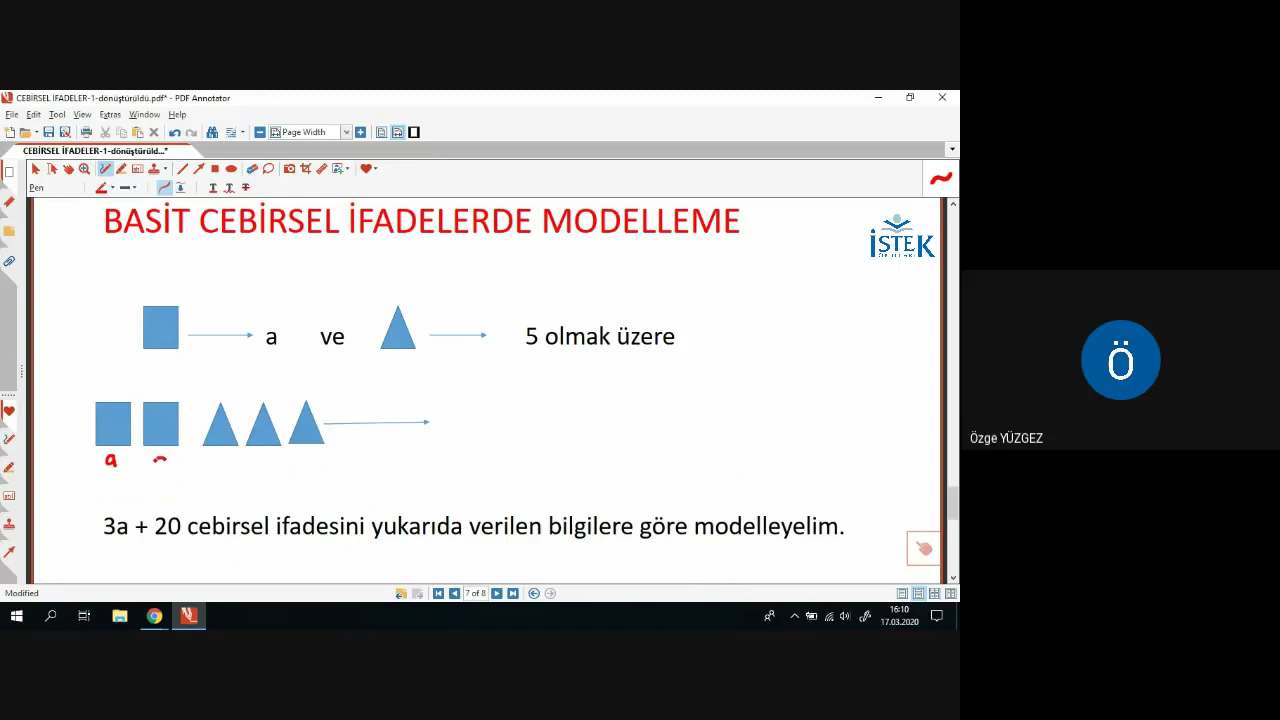 CEBİRSEL İFADELER-1-dönüştürüldü.pdf* - PDF Annotator
File Edit Tool View Extras Window Help
Page Width
CEBİRSEL İFADELER-1-dönüştürüld...*
Pen
BASİT CEBİRSEL İFADELERDE MODELLEME
İSTEK
OKULLARI
a ve 5 olmak üzere
a
3a + 20 cebirsel ifadesini yukarıda verilen bilgilere göre modelleyelim.
Modified
7 of 8
16:10
17.03.2020
Ö
Özge YÜZGEZ